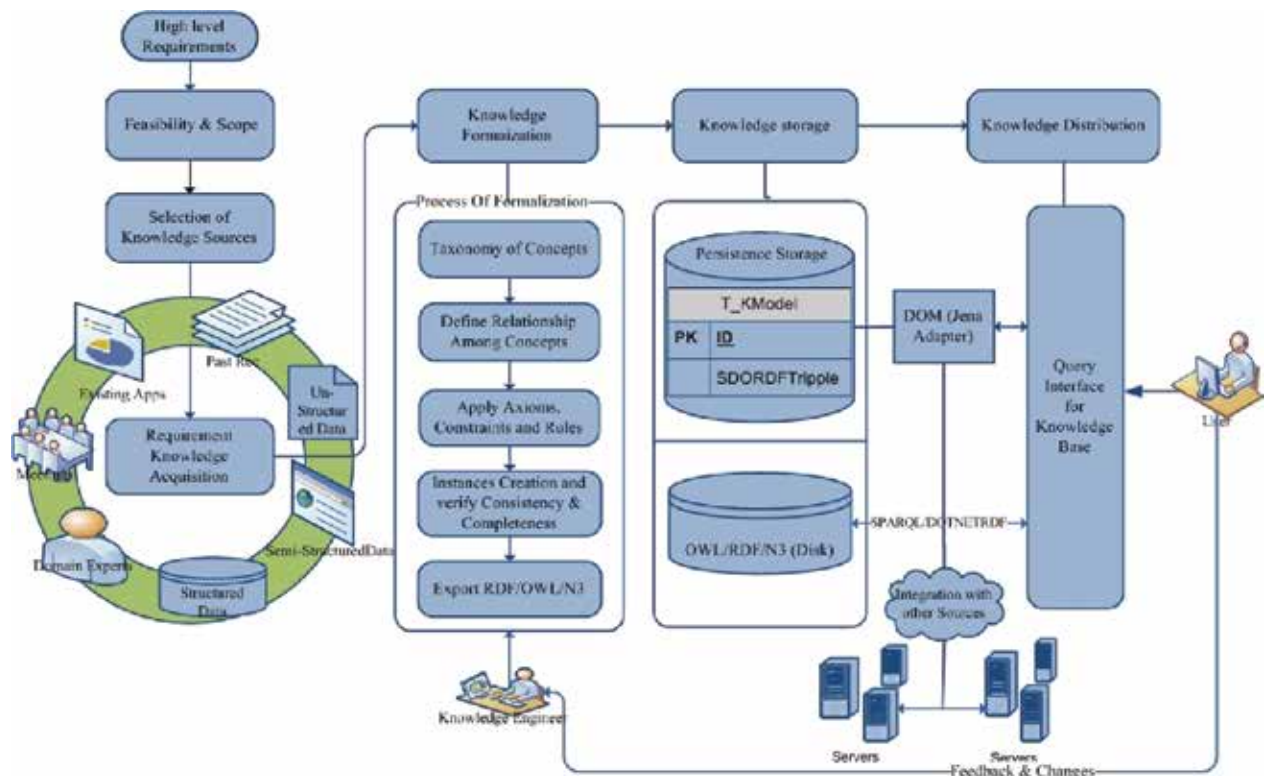 High level
Requirements
Feasibility & Scope
Selection of
Knowledge Sources
Existing Apps
Past Rec
Un-
Structur
ed Data
Requirement
Knowledge
Acquisition
Domain Experts
Structured
Data
Semi-StructuredData
Knowledge
Formaization
Process Of Formalization
Taxonomy of Concepts
Define Relationship
Among Concepts
Apply Axioms,
Constraints and Rules
Instances Creation and
verify Consistency &
Completeness
Export RDF/OWL/N3
Knowledge Engineer
Knowledge storage
Persistence Storage
T_KModel
PK ID
SDORDFTripple
OWL/RDF/N3 (Disk)
DOM (Jena
Adapter)
SPARQL/DOTNETRDF
Integration with
other Sources
Servers
Servers
Knowledge Distribution
Query
Interface
for
Knowledge
Base
User
Feedback & Changes